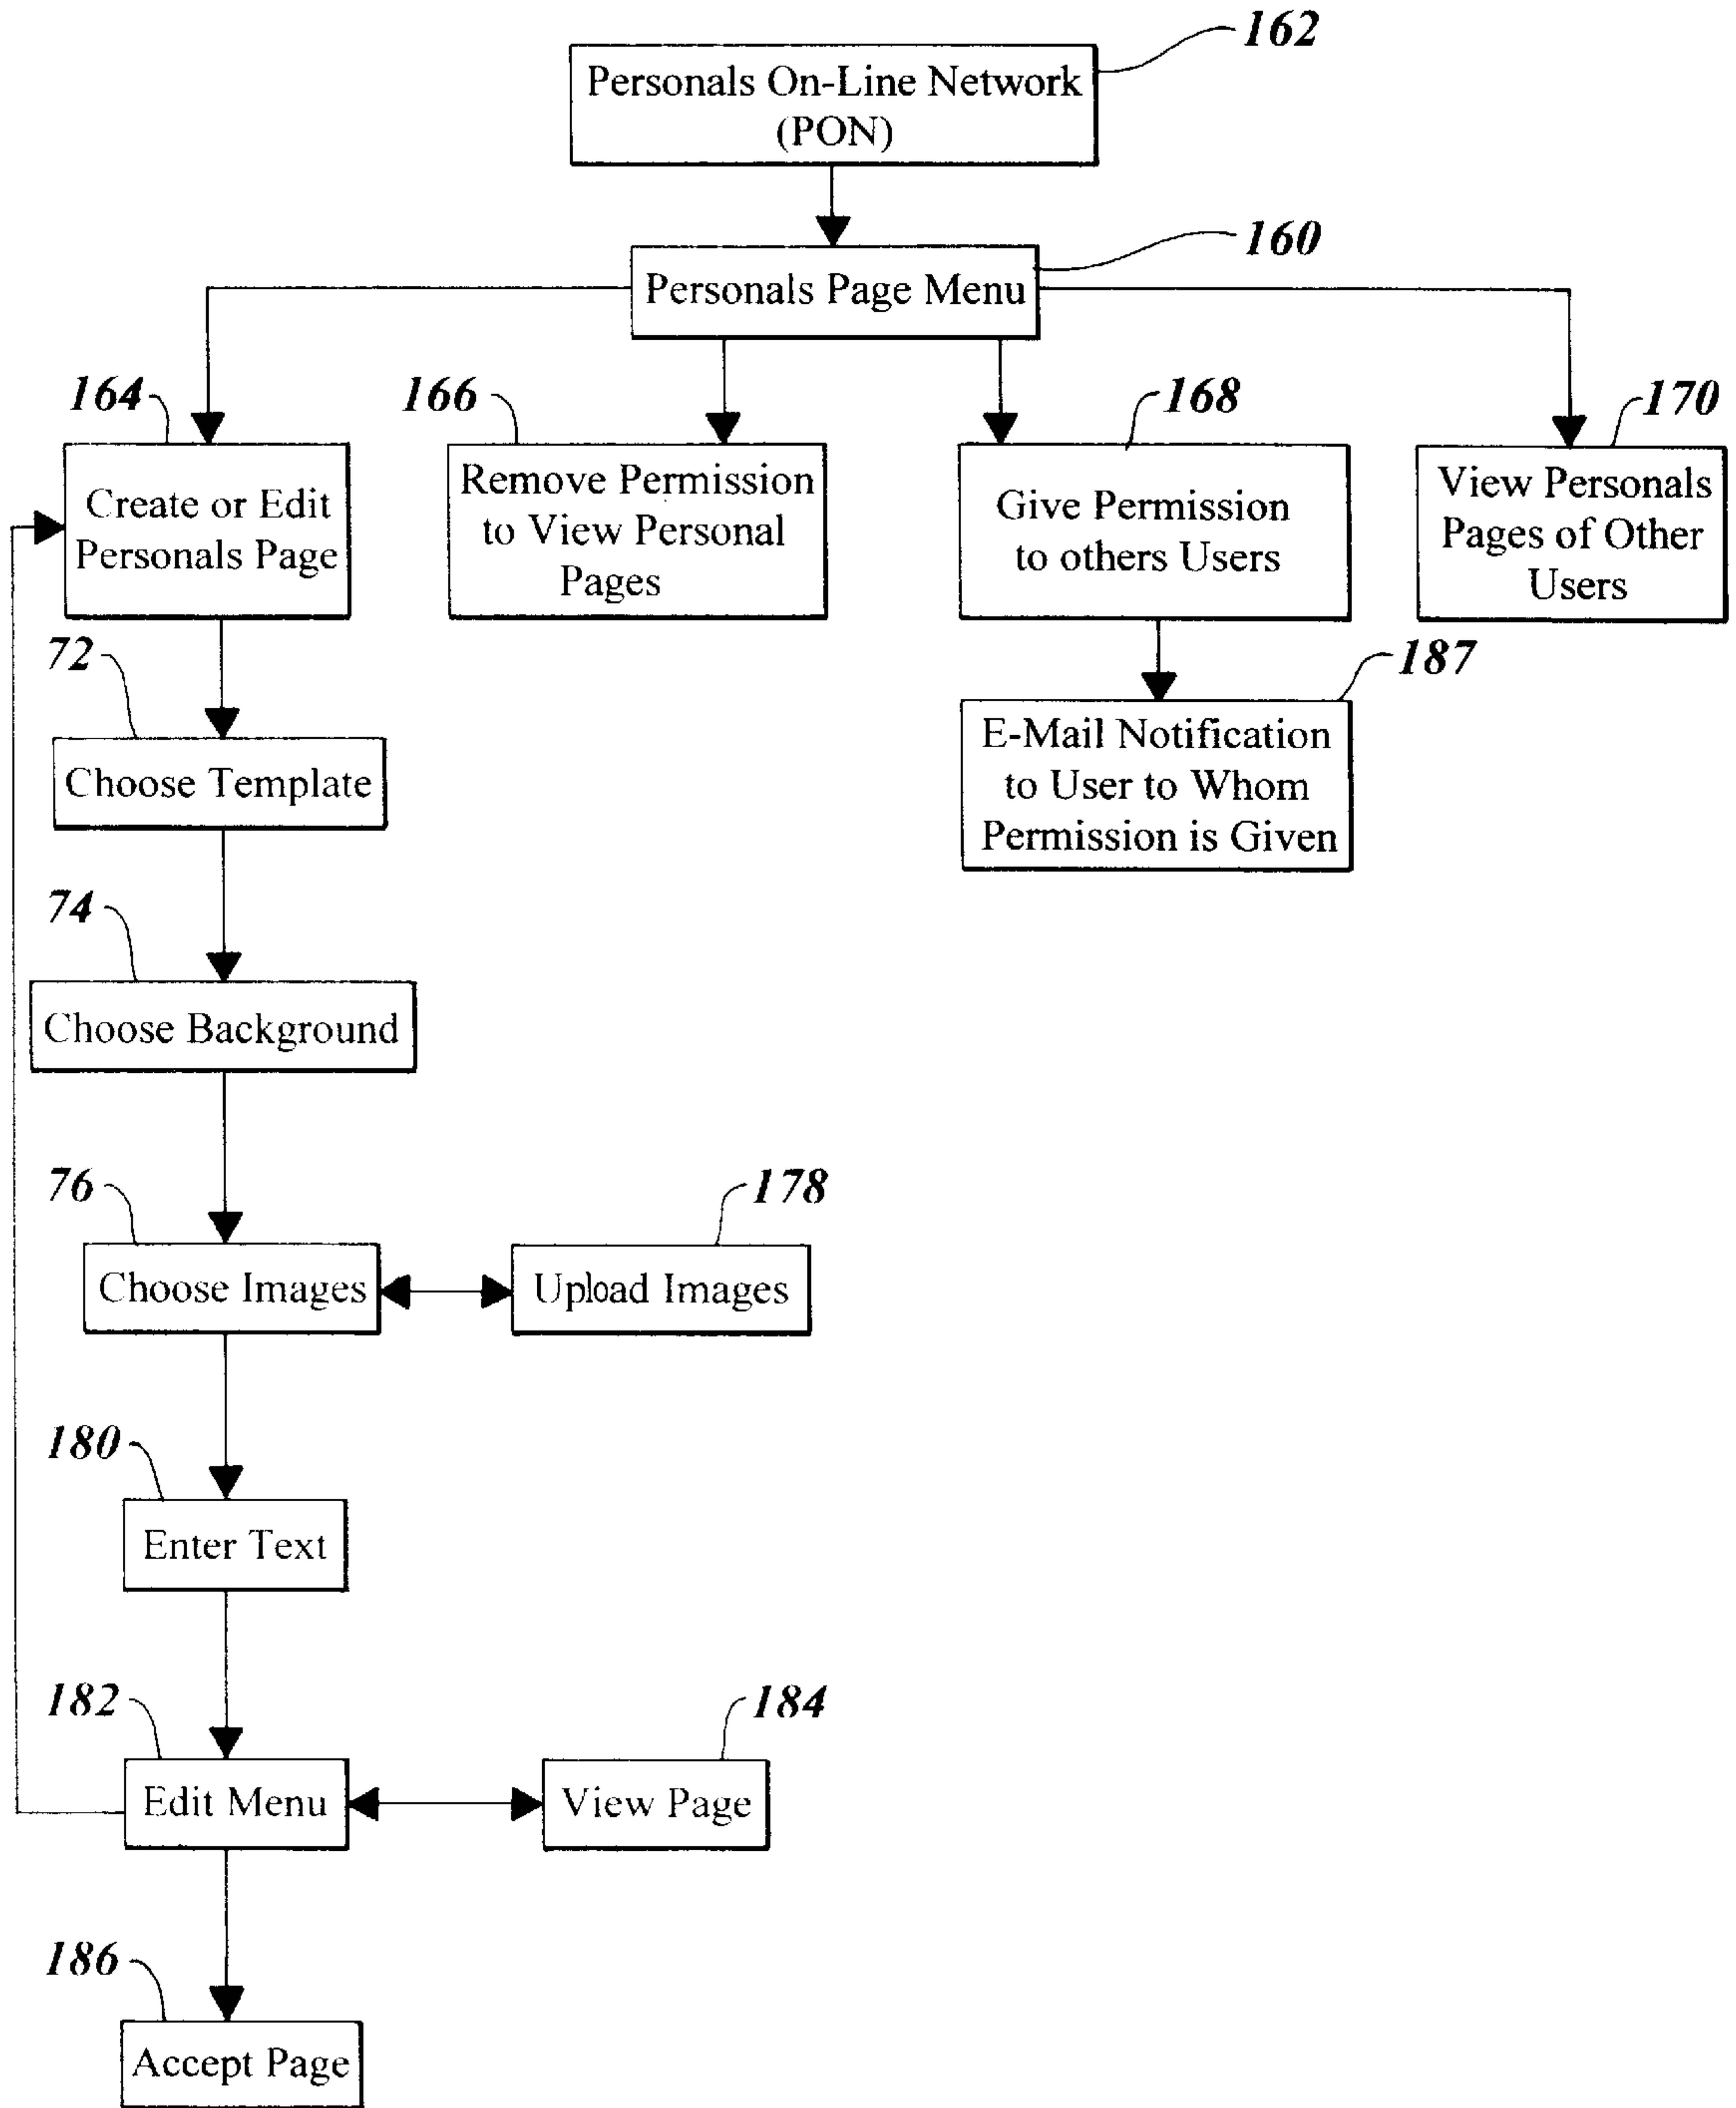 162
Personals On-Line Network
(PON)
160
Personals Page Menu
164
166
168
170
Create or Edit
Personals Page
Remove Permission
to View Personal
Pages
Give Permission
to others Users
View Personals
Pages of Other
Users
72
187
Choose Template
E-Mail Notification
to User to Whom
Permission is Given
74
Choose Background
76
178
Choose Images
Upload Images
180
Enter Text
182
184
Edit Menu
View Page
186
Accept Page